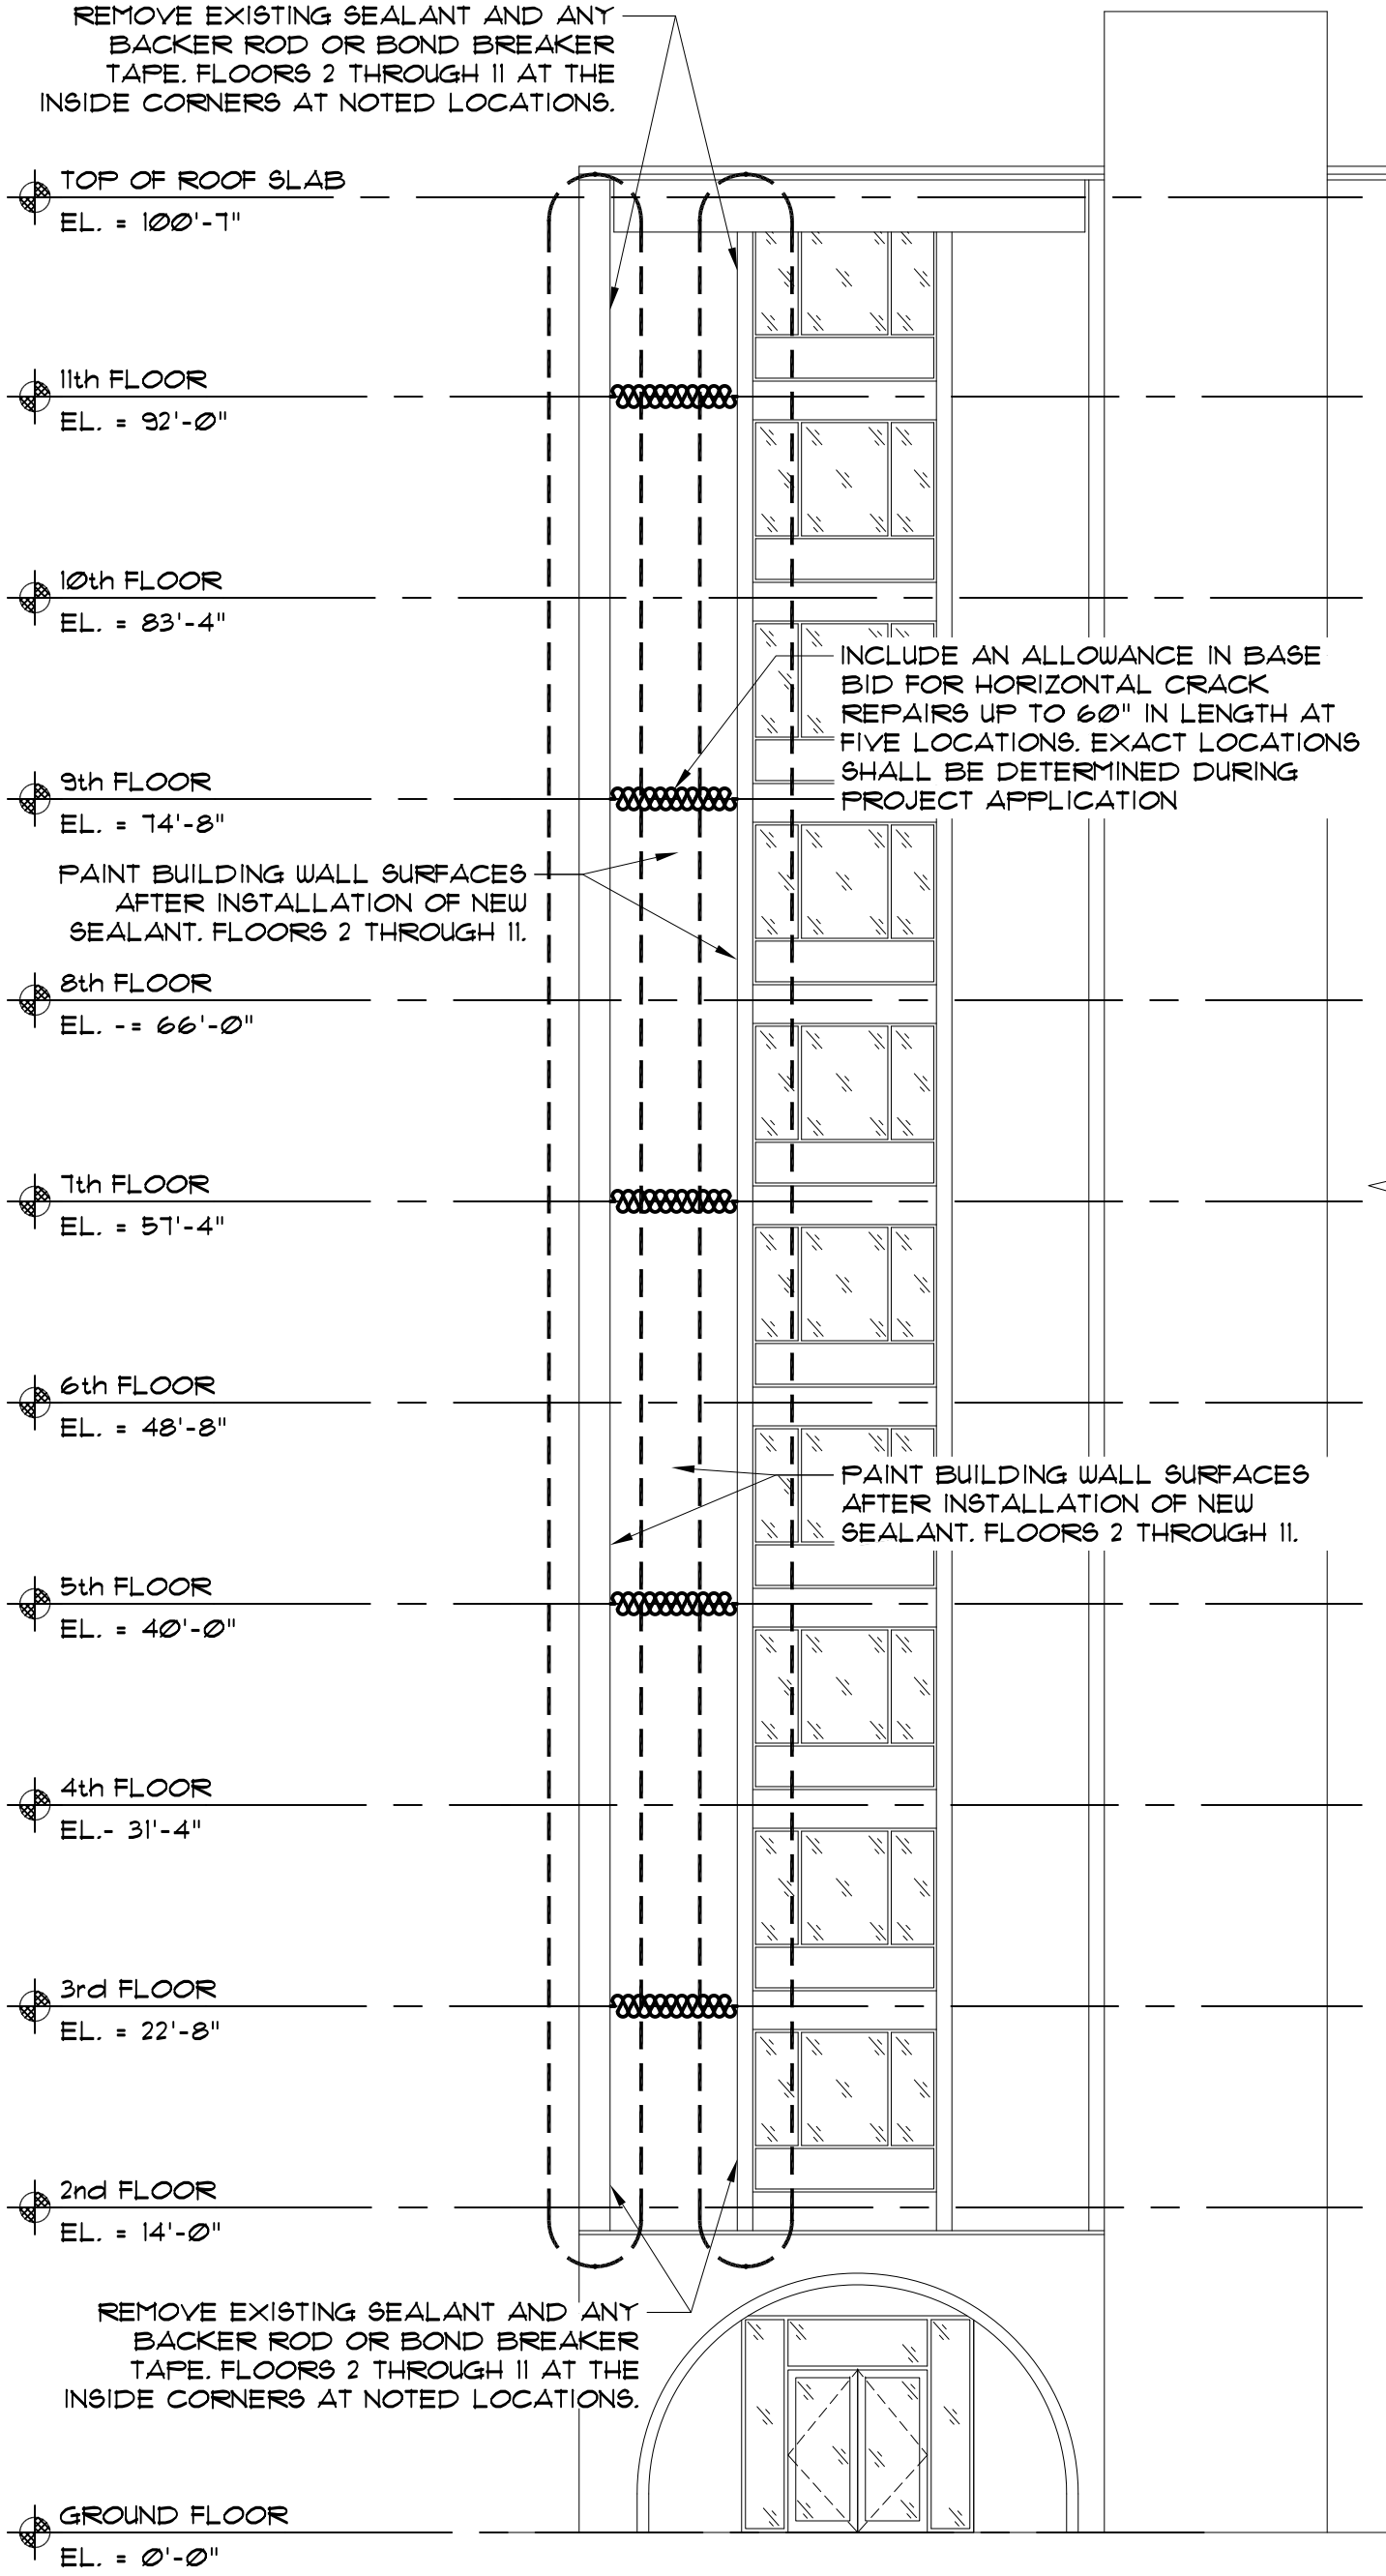 REMOVE EXISTING SEALANT AND ANY
BACKER ROD OR BOND BREAKER
TAPE. FLOORS 2 THROUGH 11 AT THE
INSIDE CORNERS AT NOTED LOCATIONS.
TOP OF ROOF SLAB
EL. = 100'-7"
11th FLOOR
EL. = 92'-0"
10th FLOOR
EL. = 83'-4"
INCLUDE AN ALLOWANCE IN BASE
BID FOR HORIZONTAL CRACK
REPAIRS UP TO 60" IN LENGTH AT
FIVE LOCATIONS. EXACT LOCATIONS
SHALL BE DETERMINED DURING
PROJECT APPLICATION
9th FLOOR
EL. = 74'-8"
PAINT BUILDING WALL SURFACES
AFTER INSTALLATION OF NEW
SEALANT. FLOORS 2 THROUGH 11.
8th FLOOR
EL. -= 66'-0"
7th FLOOR
EL. = 57'-4"
6th FLOOR
EL. = 48'-8"
PAINT BUILDING WALL SURFACES
AFTER INSTALLATION OF NEW
SEALANT. FLOORS 2 THROUGH 11.
5th FLOOR
EL. = 40'-0"
4th FLOOR
EL.- 31'-4"
3rd FLOOR
EL. = 22'-8"
2nd FLOOR
EL. = 14'-0"
REMOVE EXISTING SEALANT AND ANY
BACKER ROD OR BOND BREAKER
TAPE. FLOORS 2 THROUGH 11 AT THE
INSIDE CORNERS AT NOTED LOCATIONS.
GROUND FLOOR
EL. = 0'-0"